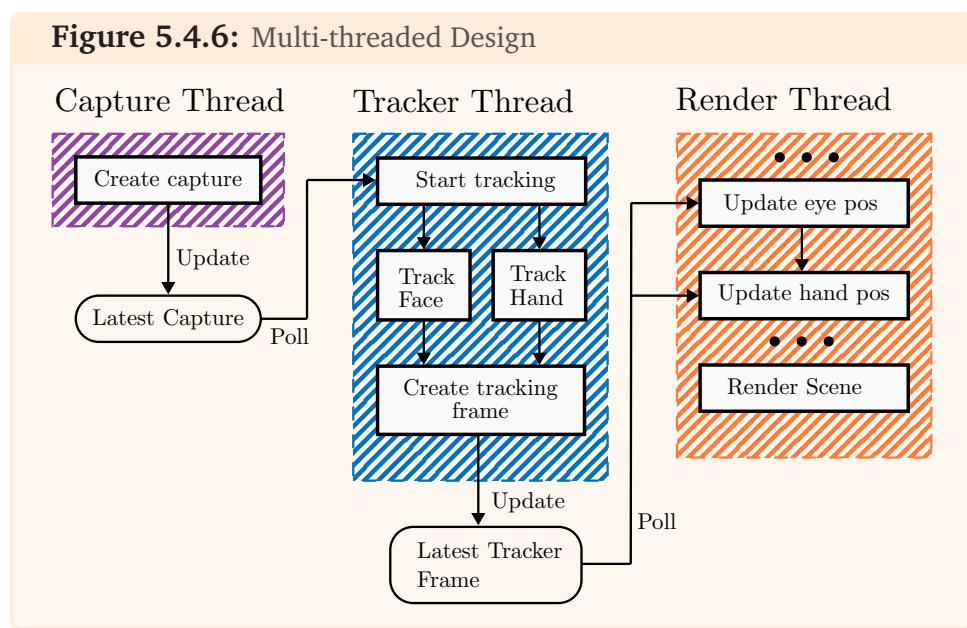 Figure 5.4.6: Multi-threaded Design
Capture Thread
Create capture
Update
Latest Capture
Poll
Tracker Thread
Start tracking
Track
Face
Track
Hand
Create tracking
frame
Update
Latest Tracker
Frame
Poll
Render Thread
Update eye pos
Update hand pos
Render Scene